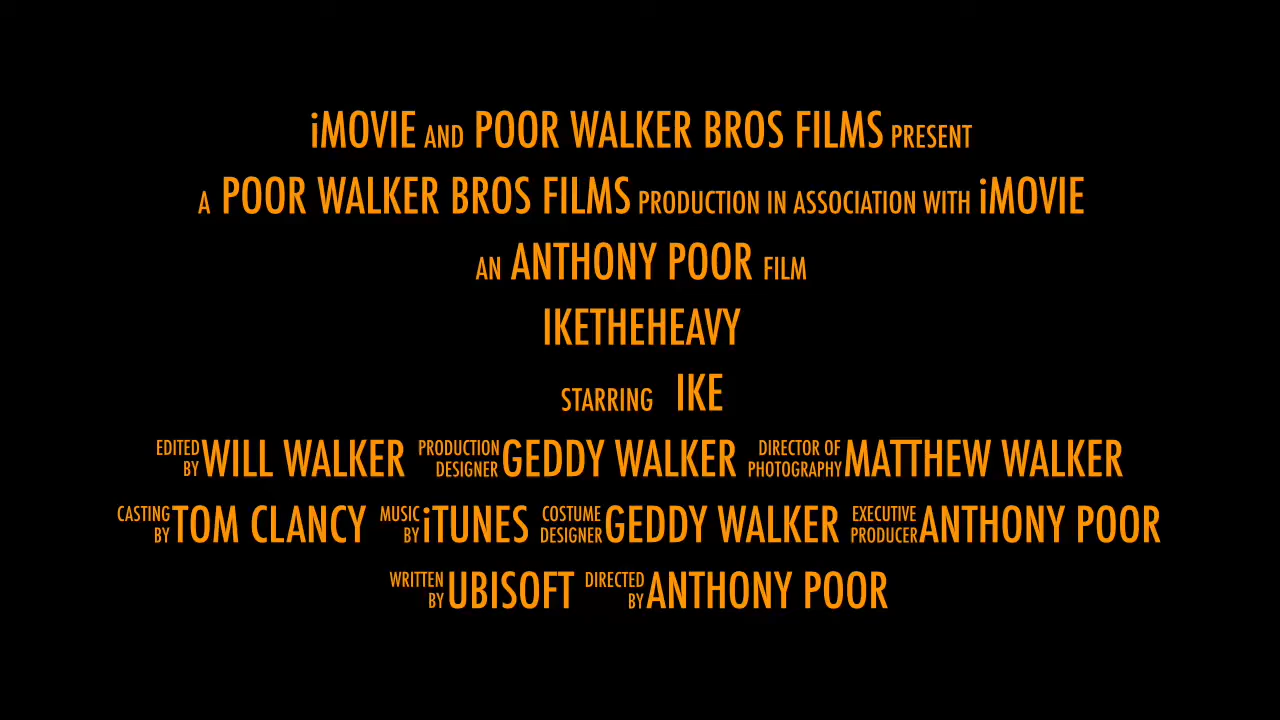 iMOVIE AND POOR WALKER BROS FILMS PRESENT
A POOR WALKER BROS FILMS PRODUCTION IN ASSOCIATION WITH iMOVIE
AN ANTHONY POOR FILM
IKETHEHEAVY
STARRING IKE
EDITED BY WILL WALKER PRODUCTION DESIGNER GEDDY WALKER DIRECTOR OF PHOTOGRAPHY MATTHEW WALKER
CASTING BY TOM CLANCY MUSIC BY iTUNES COSTUME DESIGNER GEDDY WALKER EXECUTIVE PRODUCER ANTHONY POOR
WRITTEN BY UBISOFT DIRECTED BY ANTHONY POOR